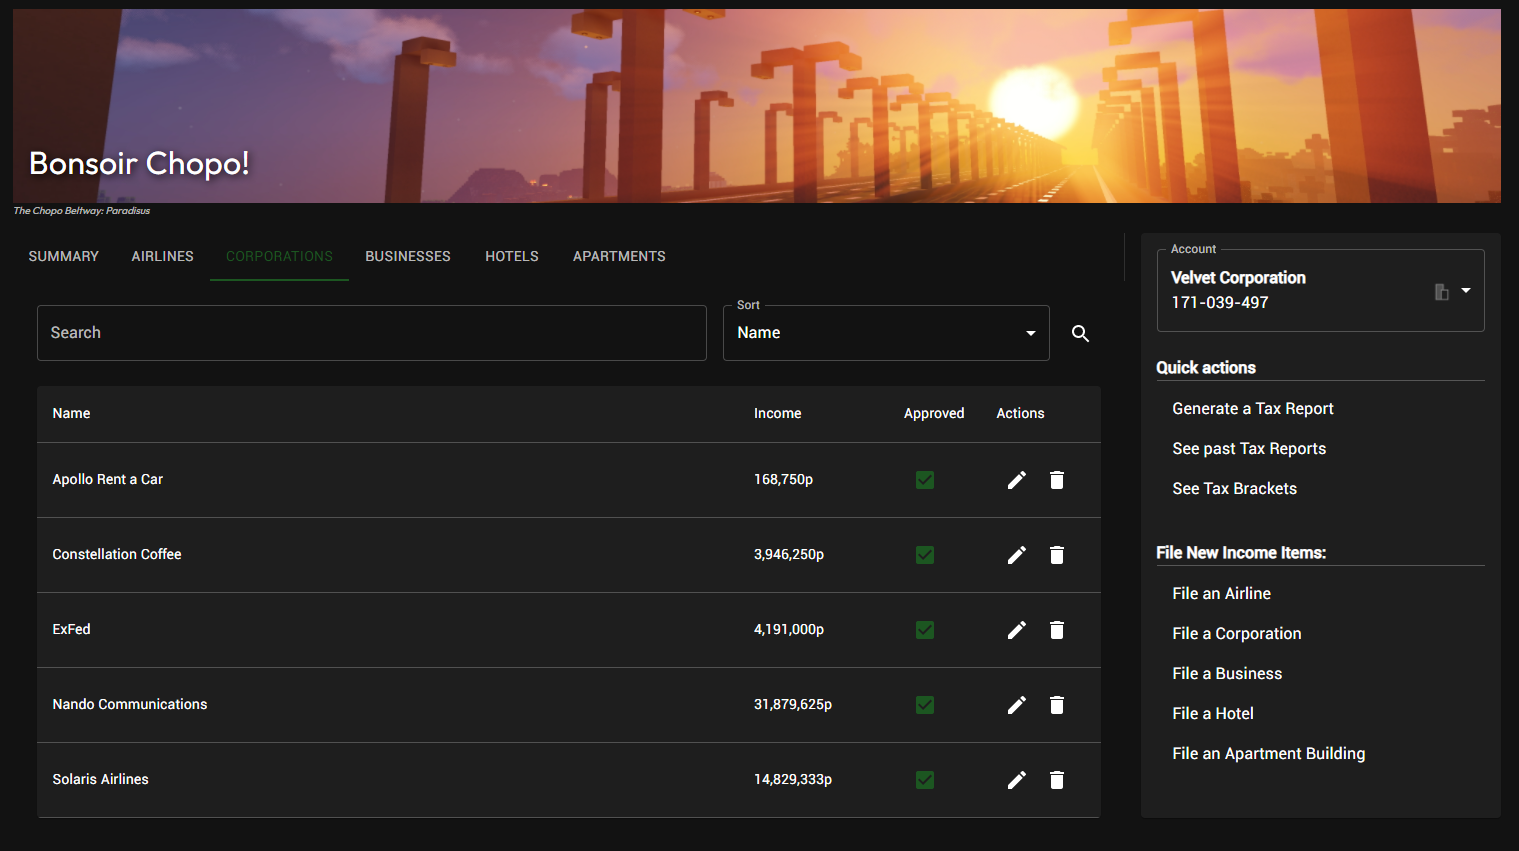 Bonsoir Chopo!
The Chopo Beltway: Paradisus
SUMMARY AIRLINES CORPORATIONS BUSINESSES HOTELS APARTMENTS
Search
Sort
Name
Name Income Approved Actions
Apollo Rent a Car 168,750p
Constellation Coffee 3,946,250p
ExFed 4,191,000p
Nando Communications 31,879,625p
Solaris Airlines 14,829,333p
Account
Velvet Corporation
171-039-497
Quick actions
Generate a Tax Report
See past Tax Reports
See Tax Brackets
File New Income Items:
File an Airline
File a Corporation
File a Business
File a Hotel
File an Apartment Building